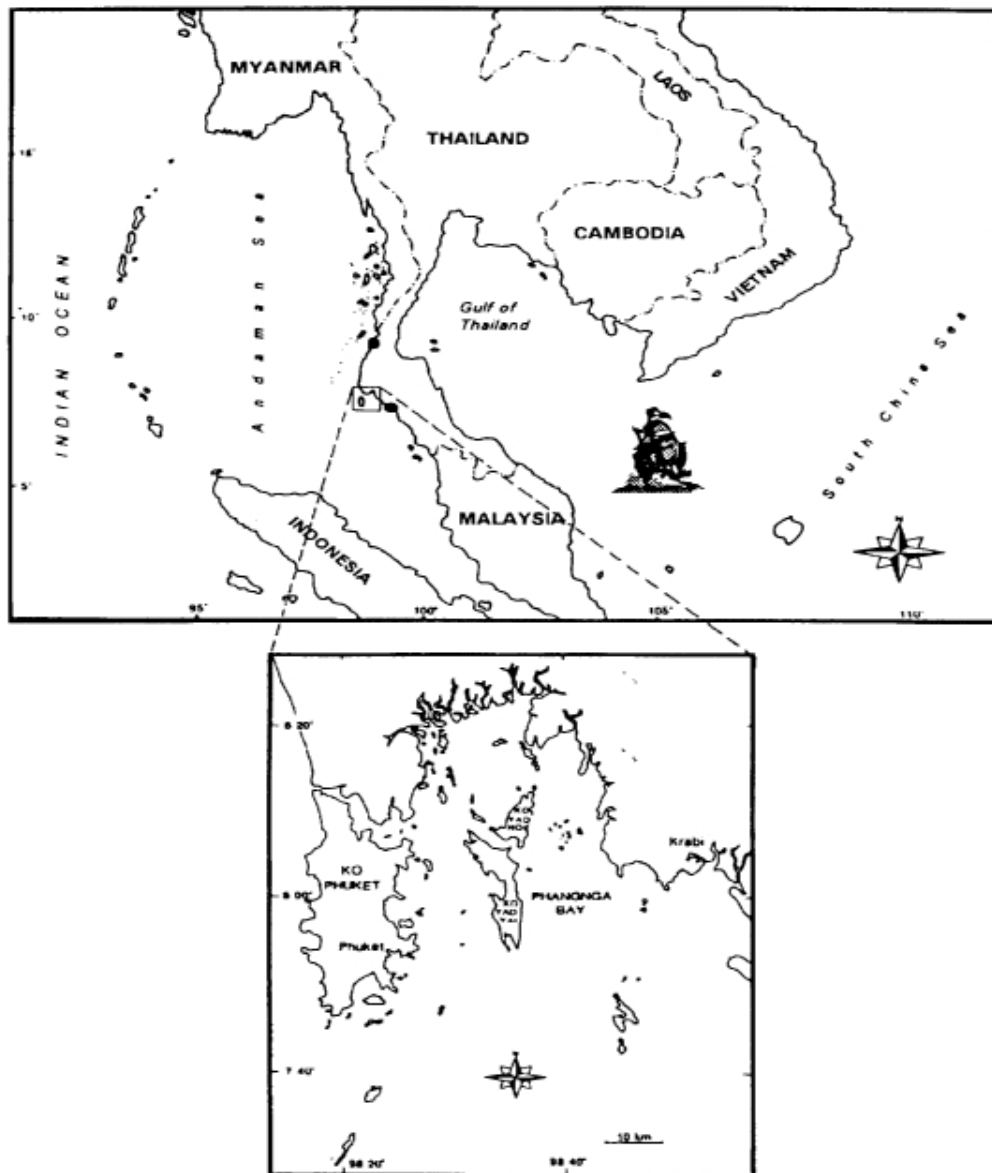 MYANMAR
LAOS
THAILAND
15°
CAMBODIA
VIETNAM
Andaman Sea
INDIAN OCEAN
Gulf of
Thailand
10°
South China Sea
5°
MALAYSIA
INDONESIA
N
95°
100°
105°
110°
8 20'
KO
YAO
NOI
Krabi
KO
PHUKET
8 00'
KO
YAO
YAI
PHANGNGA
BAY
Phuket
7 40'
10 km
98 20'
98 40'